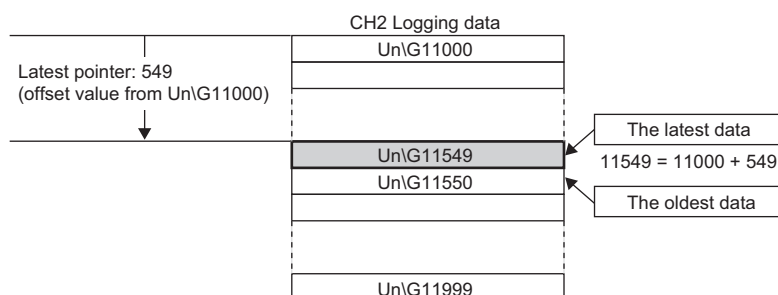 CH2 Logging data
Un\G11000
Latest pointer: 549
(offset value from Un\G11000)
The latest data
Un\G11549
11549 = 11000 + 549
Un\G11550
The oldest data
Un\G11999